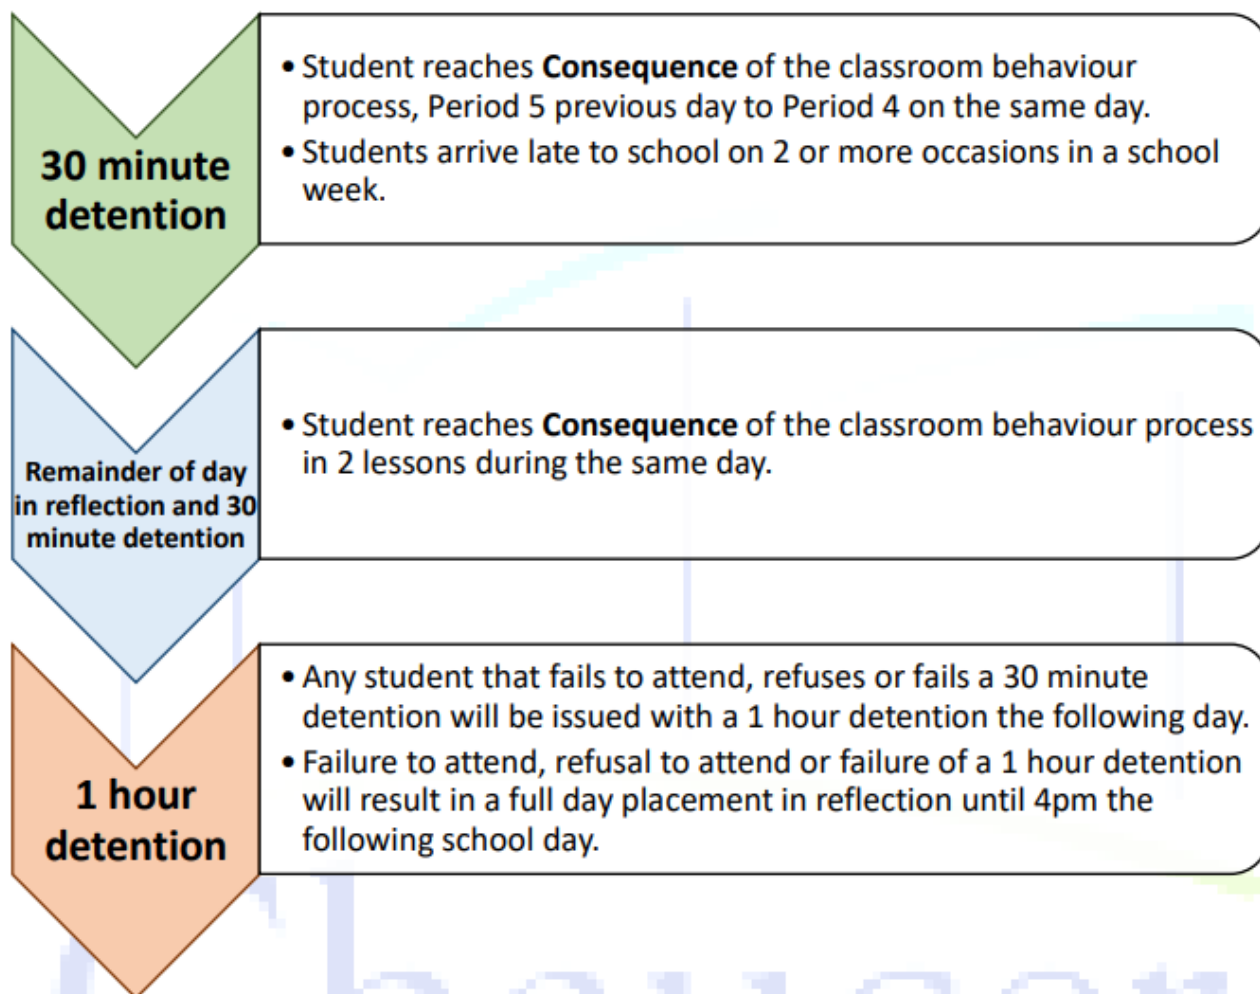 30 minute
detention
• Student reaches Consequence of the classroom behaviour
process, Period 5 previous day to Period 4 on the same day.
• Students arrive late to school on 2 or more occasions in a school
week.
Remainder of day
in reflection and 30
minute detention
• Student reaches Consequence of the classroom behaviour process
in 2 lessons during the same day.
1 hour
detention
• Any student that fails to attend, refuses or fails a 30 minute
detention will be issued with a 1 hour detention the following day.
• Failure to attend, refusal to attend or failure of a 1 hour detention
will result in a full day placement in reflection until 4pm the
following school day.